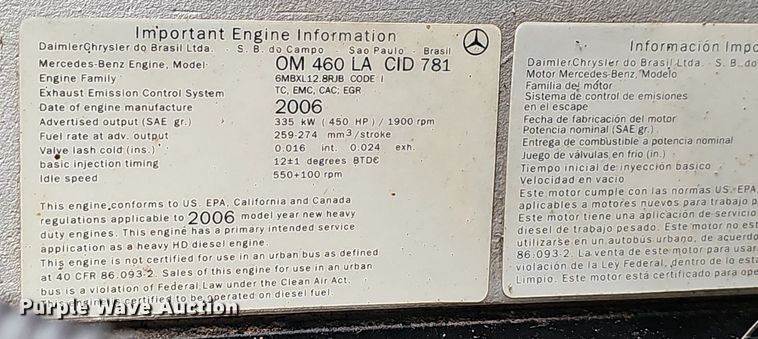 Important Engine Information
DaimlerChrysler do Brasil Ltda. - S. B. do Campo - Sao Paulo - Brasil
Mercedes-Benz Engine, Model: OM 460 LA CID 781
Engine Family 6MBXL12.8RJB CODE I
Exhaust Emission Control System TC, EMC, CAC; EGR
Date of engine manufacture 2006
Advertised output (SAE gr.) 335 kW ( 450 HP ) / 1900 rpm
Fuel rate at adv. output 259-274 mm³/stroke
Valve lash cold (ins.) 0.016 int. 0.024 exh.
basic injection timing 12±1 degrees BTDC
Idle speed 550+100 rpm
This engine conforms to US. EPA, California and Canada
regulations applicable to 2006 model year new heavy
duty engines. This engine has a primary intended service
application as a heavy HD diesel engine.
This engine is not certified for use in an urban bus as defined
at 40 CFR 86.093-2. Sales of this engine for use in an urban
bus is a violation of Federal Law under the Clean Air Act.
This engine is certified to be operated on diesel fuel.
Información Impo
DaimlerChrysler do Brasil Ltda. - S. B. do
Motor Mercedes-Benz, Modelo
Familia del motor
Sistema de control de emisiones
en el escape
Fecha de fabricación del motor
Potencia nominal (SAE gr.)
Entrega de combustible a potencia nominal
Juego de válvulas en frio (in.)
Tiempo inicial de inyección básico
Velocidad en vacio
Este motor cumple con las normas US. EPA,
aplicables a motores nuevos para trabajo p
Este motor tiene una aplicación de servicio
diesel de trabajo pesado. Este motor no est
utilizarse en un autobús urbano, de acuerdo
86.093-2. La venta de este motor para usar
violación de la Ley Federal, denominada
Limpio. Este motor está certificado para ope
Purple Wave Auction